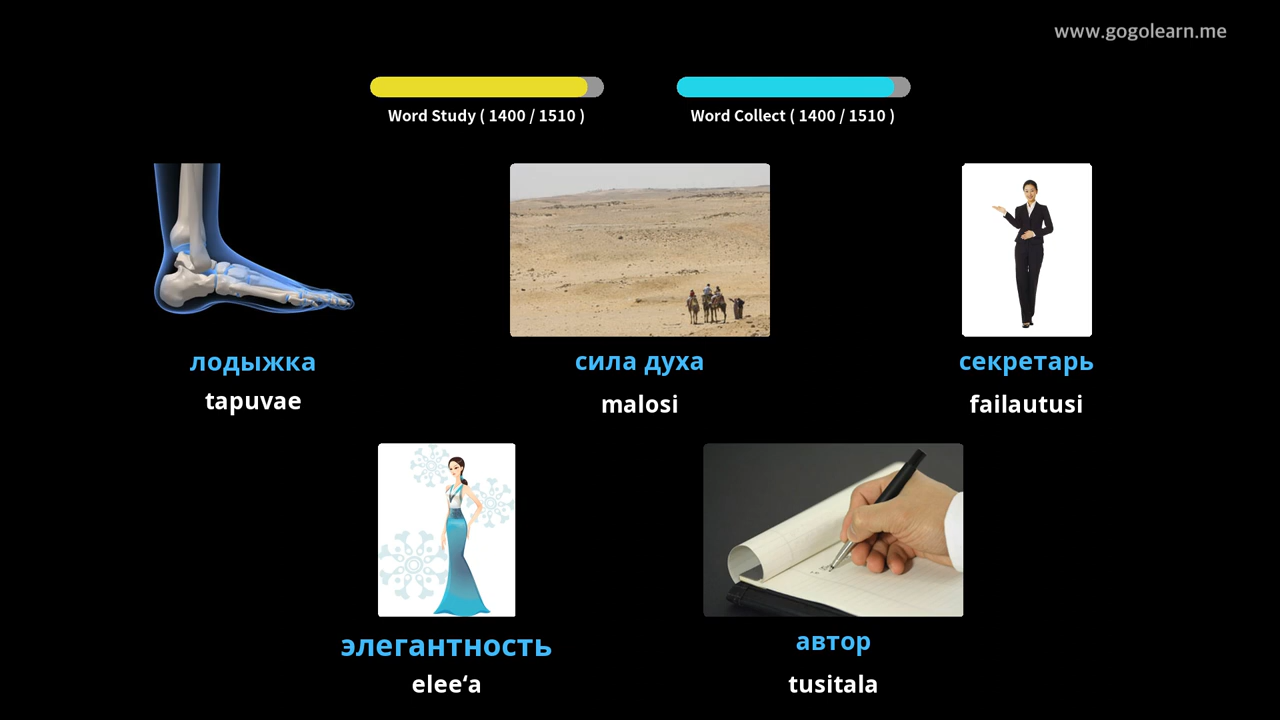 www.gogolearn.me
Word Study ( 1400 / 1510 )
Word Collect ( 1400 / 1510 )
лодыжка
tapuvae
сила духа
malosi
секретарь
failautusi
элегантность
elee‘a
автор
tusitala